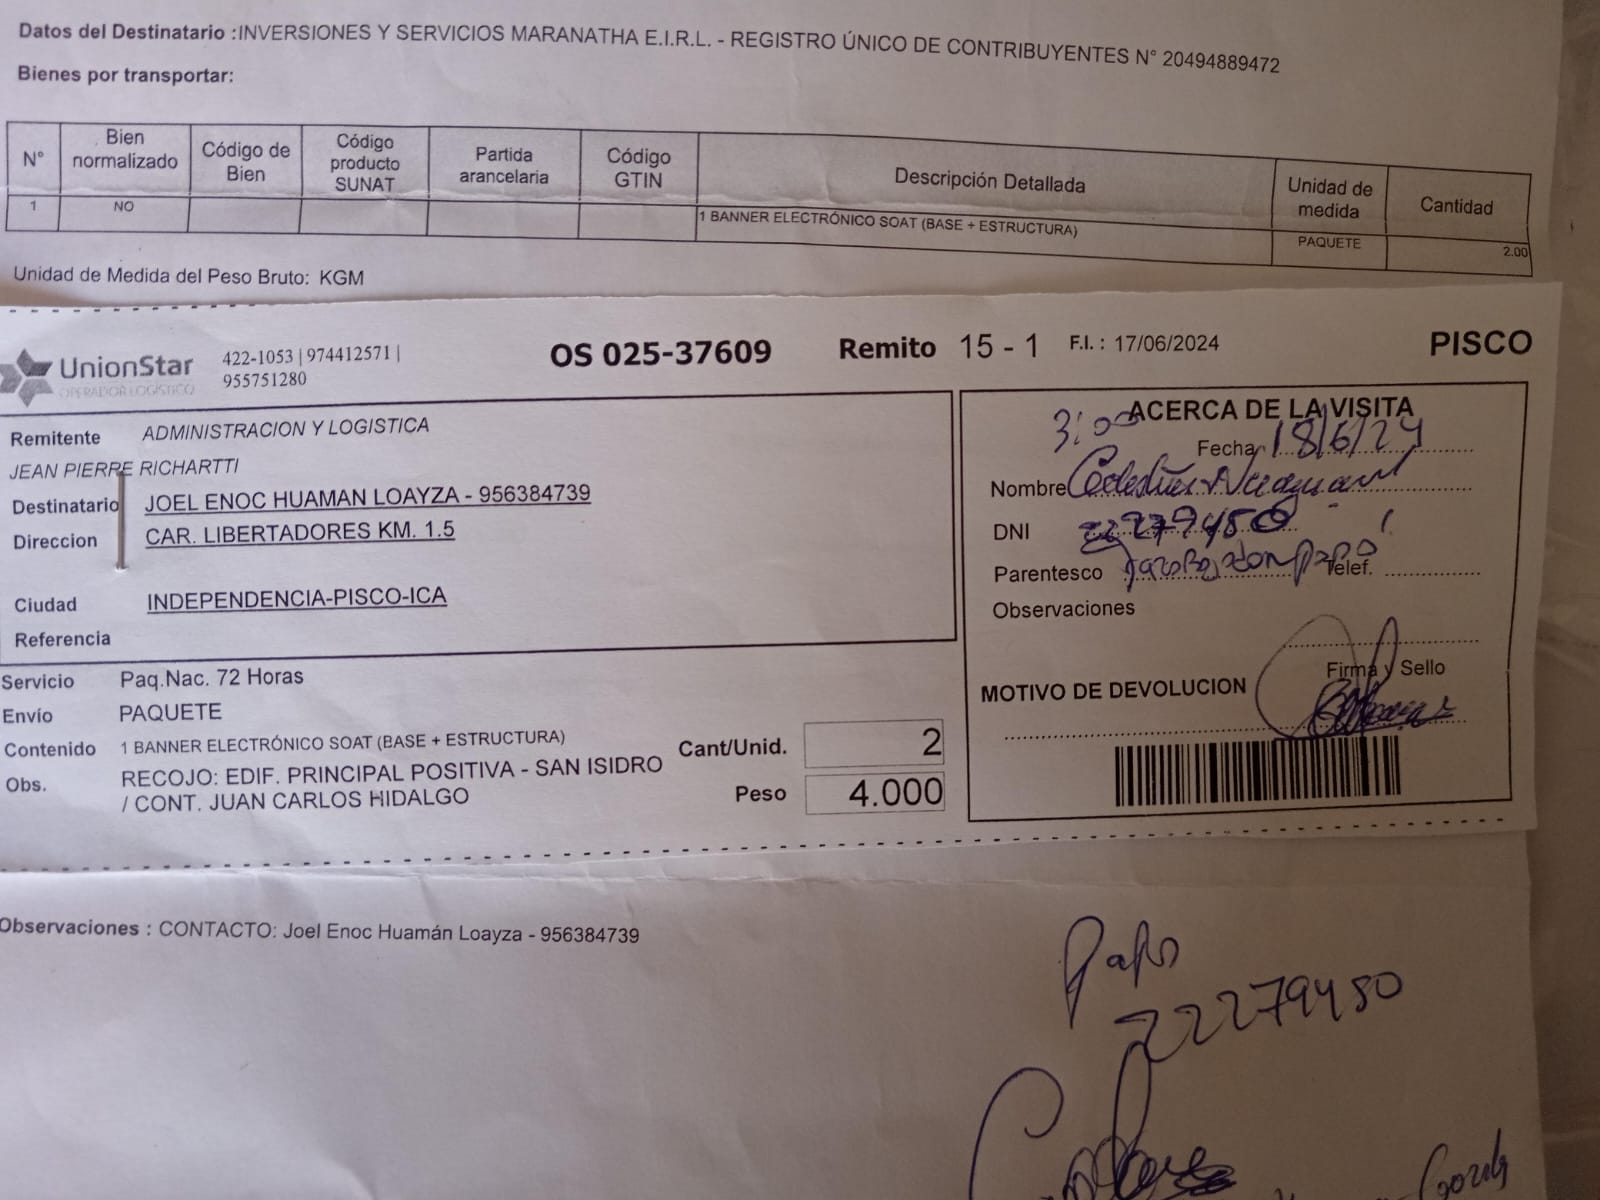 Datos del Destinatario :INVERSIONES Y SERVICIOS MARANATHA E.I.R.L. - REGISTRO ÚNICO DE CONTRIBUYENTES N° 20494889472
Bienes por transportar:
N° Bien normalizado Código de Bien Código producto SUNAT Partida arancelaria Código GTIN Descripción Detallada Unidad de medida Cantidad
1 NO 1 BANNER ELECTRÓNICO SOAT (BASE + ESTRUCTURA) PAQUETE 2.00
Unidad de Medida del Peso Bruto: KGM
UnionStar
OPERADOR LOGÍSTICO
422-1053 | 974412571 |
955751280
OS 025-37609 Remito 15 - 1 F.I. : 17/06/2024 PISCO
Remitente ADMINISTRACION Y LOGISTICA
JEAN PIERRE RICHARTTI
Destinatario JOEL ENOC HUAMAN LOAYZA - 956384739
Direccion CAR. LIBERTADORES KM. 1.5
Ciudad INDEPENDENCIA-PISCO-ICA
Referencia
Servicio Paq.Nac. 72 Horas
Envío PAQUETE
Contenido 1 BANNER ELECTRÓNICO SOAT (BASE + ESTRUCTURA)
Obs. RECOJO: EDIF. PRINCIPAL POSITIVA - SAN ISIDRO
/ CONT. JUAN CARLOS HIDALGO
Cant/Unid. 2
Peso 4.000
ACERCA DE LA VISITA
3:00
Fecha 18/6/24
Nombre
DNI 22279480
Parentesco Telef.
Observaciones
Firma y Sello
MOTIVO DE DEVOLUCION
Observaciones : CONTACTO: Joel Enoc Huamán Loayza - 956384739
Papá
22279480